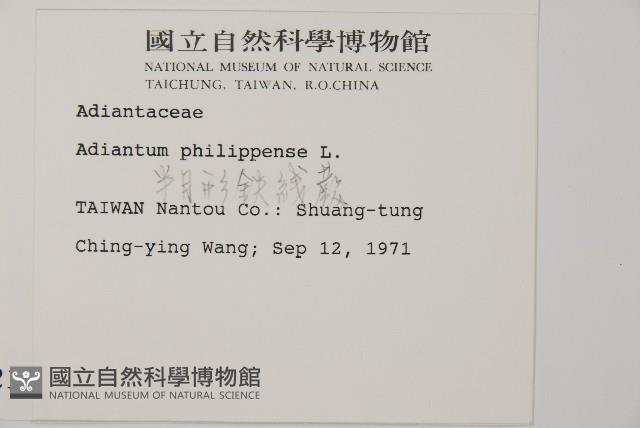 國立自然科學博物館
NATIONAL MUSEUM OF NATURAL SCIENCE
TAICHUNG, TAIWAN, R.O.CHINA
Adiantaceae
Adiantum philippense L.
半月形鉄线蕨
TAIWAN Nantou Co.: Shuang-tung
Ching-ying Wang; Sep 12, 1971
國立自然科學博物館
NATIONAL MUSEUM OF NATURAL SCIENCE